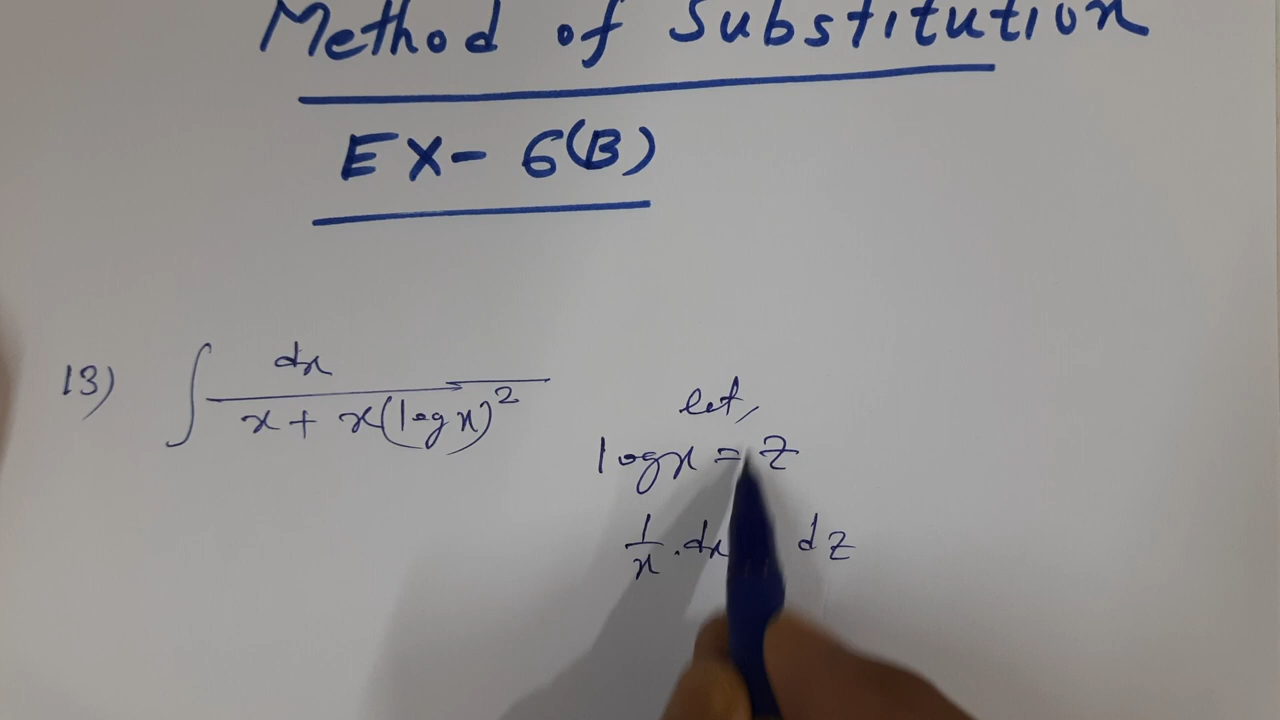 Method of Substitution
EX- 6(B)
13) ∫ dx / x + x(log x)²
let,
log x = z
1/x . dx dz